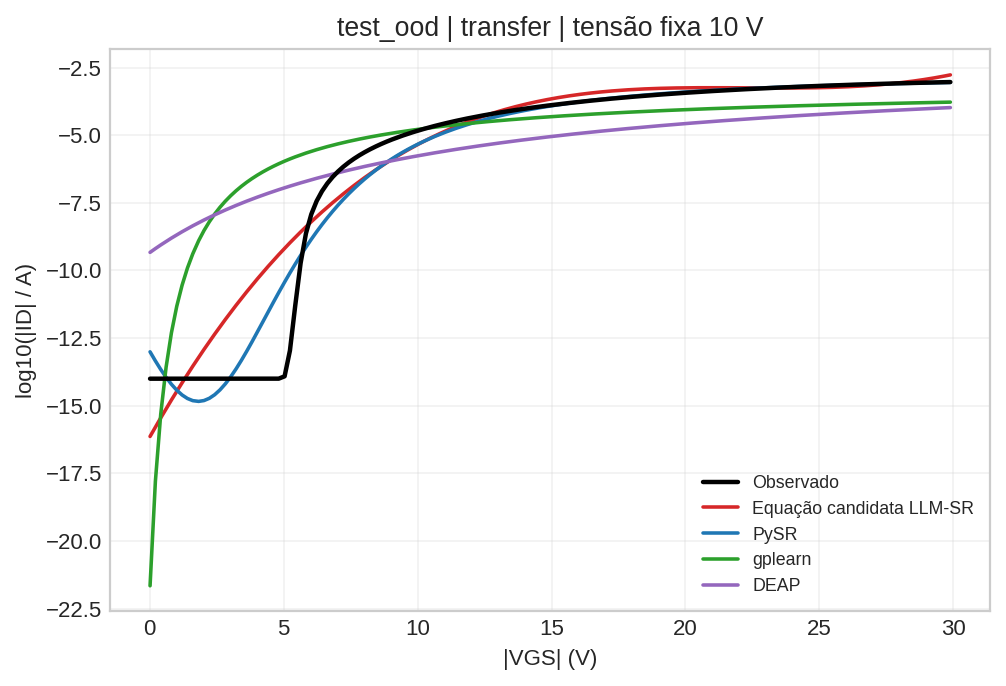 test_ood | transfer | tensão fixa 10 V
log10(|ID| / A)
−2.5
−5.0
−7.5
−10.0
−12.5
−15.0
−17.5
−20.0
−22.5
Observado
Equação candidata LLM-SR
PySR
gplearn
DEAP
0 5 10 15 20 25 30
|VGS| (V)